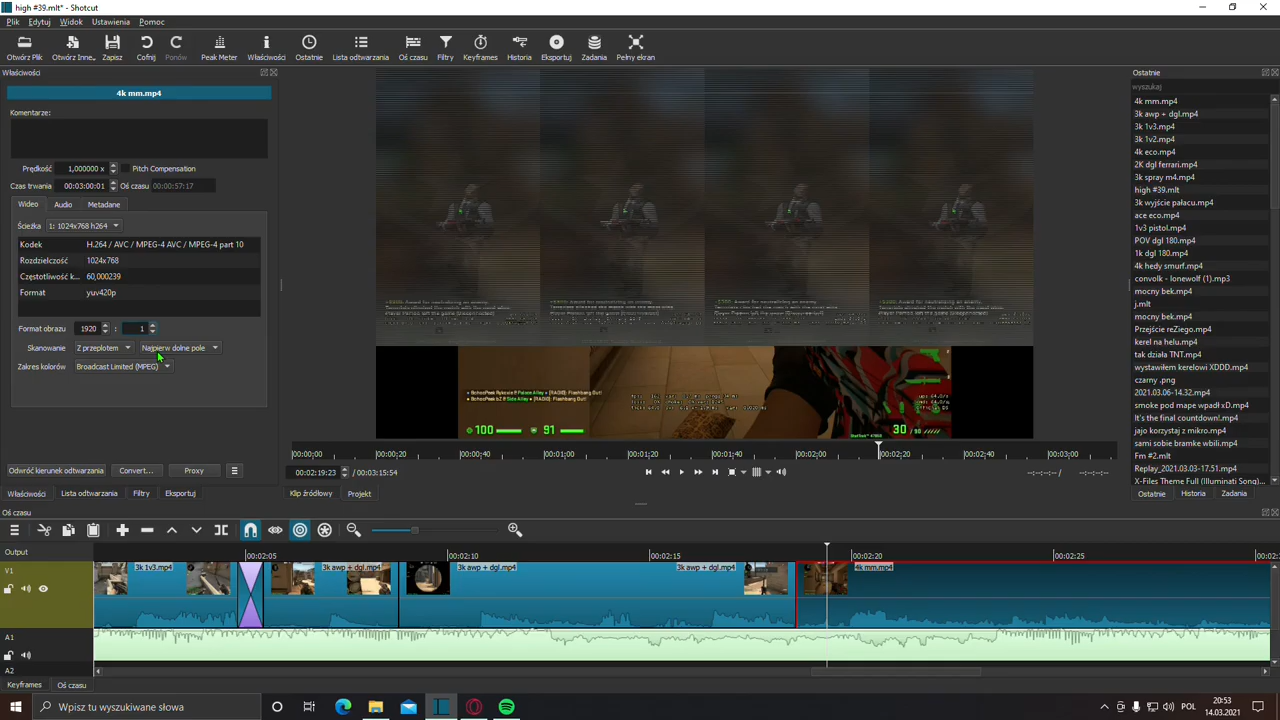 high #39.mlt* - Shotcut
Plik Edytuj Widok Ustawienia Pomoc
Otwórz Plik Otwórz Inne.. Zapisz Cofnij Ponów Peak Meter Właściwości Ostatnie Lista odtwarzania Oś czasu Filtry Keyframes Historia Eksportuj Zadania Pełny ekran
Właściwości
4k mm.mp4
Komentarze:
Prędkość 1,000000 x Pitch Compensation
Czas trwania 00:03:00:01 Oś czasu 00:00:57:17
Wideo Audio Metadane
Ścieżka 1: 1024x768 h264
Kodek H.264 / AVC / MPEG-4 AVC / MPEG-4 part 10
Rozdzielczość 1024x768
Częstotliwość k... 60,000239
Format yuv420p
Format obrazu 1920 : 1
Skanowanie Z przeplotem Najpierw dolne pole
Zakres kolorów Broadcast Limited (MPEG)
Odwróć kierunek odtwarzania Convert... Proxy
Właściwości Lista odtwarzania Filtry Eksportuj
100 91 30
00:00:00 00:00:20 00:00:40 00:01:00 00:01:20 00:01:40 00:02:00 00:02:20 00:02:40 00:03:00
00:02:19:23 / 00:03:15:54 --:--:--:-- / --:--:--:--
Klip źródłowy Projekt
Ostatnie
wyszukaj
4k mm.mp4
3k awp + dgl.mp4
3k 1v3.mp4
3k 1v2.mp4
4k eco.mp4
2K dgl ferrari.mp4
3k spray m4.mp4
high #39.mlt
3k wyjście pałacu.mp4
ace eco.mp4
1v3 pistol.mp4
POV dgl 180.mp4
1k dgl 180.mp4
4k hedy smurf.mp4
convolk - lonewolf (1).mp3
mocny bek.mp4
j.mlt
mocny bek.mp4
Przejście reZiego.mp4
kerel na helu.mp4
tak działa TNT.mp4
wystawiłem kerelowi XDDD.mp4
czarny .png
2021.03.06-14.32.mp4
smoke pod mape wpadł xD.mp4
It's the final countdown!.mp4
jajo korzystaj z mikro.mp4
sami sobie bramke wbili.mp4
Fm #2.mlt
Replay_2021.03.03-17.51.mp4
X-Files Theme Full (Illuminati Song)...
Ostatnie Historia Zadania
Oś czasu
Output 00:02:05 00:02:10 00:02:15 00:02:20 00:02:25
V1 3k 1v3.mp4 3k awp + dgl.mp4 3k awp + dgl.mp4 3k awp + dgl.mp4 4k mm.mp4
A1
A2
Keyframes Oś czasu
Wpisz tu wyszukiwane słowa POL 20:53
14.03.2021